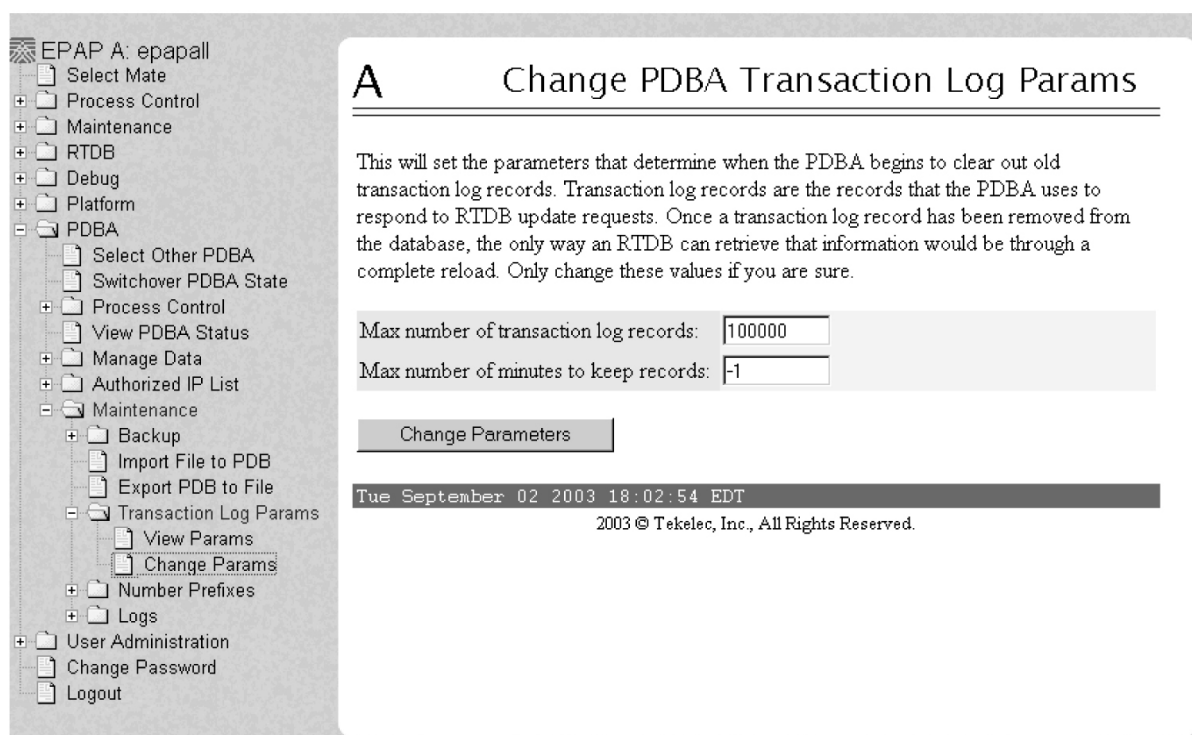 EPAP A: epapall
Select Mate
Process Control
Maintenance
RTDB
Debug
Platform
PDBA
Select Other PDBA
Switchover PDBA State
Process Control
View PDBA Status
Manage Data
Authorized IP List
Maintenance
Backup
Import File to PDB
Export PDB to File
Transaction Log Params
View Params
Change Params
Number Prefixes
Logs
User Administration
Change Password
Logout
A Change PDBA Transaction Log Params
This will set the parameters that determine when the PDBA begins to clear out old
transaction log records. Transaction log records are the records that the PDBA uses to
respond to RTDB update requests. Once a transaction log record has been removed from
the database, the only way an RTDB can retrieve that information would be through a
complete reload. Only change these values if you are sure.
Max number of transaction log records: 100000
Max number of minutes to keep records: -1
Change Parameters
Tue September 02 2003 18:02:54 EDT
2003 © Tekelec, Inc., All Rights Reserved.